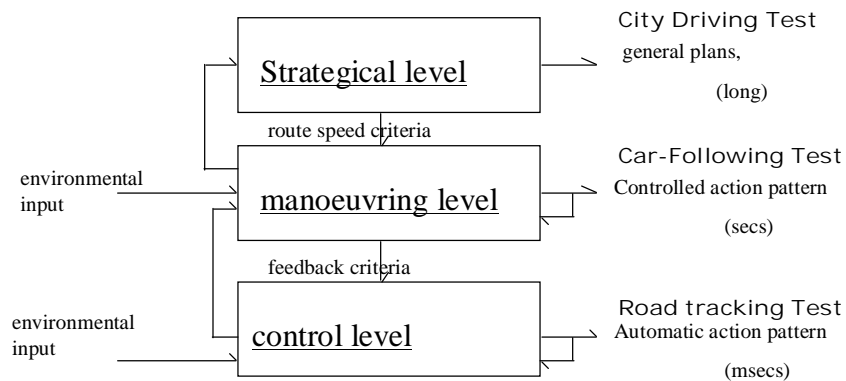 City Driving Test
general plans,
Strategical level
(long)
route speed criteria
Car-Following Test
environmental
input
Controlled action pattern
manoeuvring level
(secs)
feedback criteria
Road tracking Test
environmental
input
Automatic action pattern
control level
(msecs)